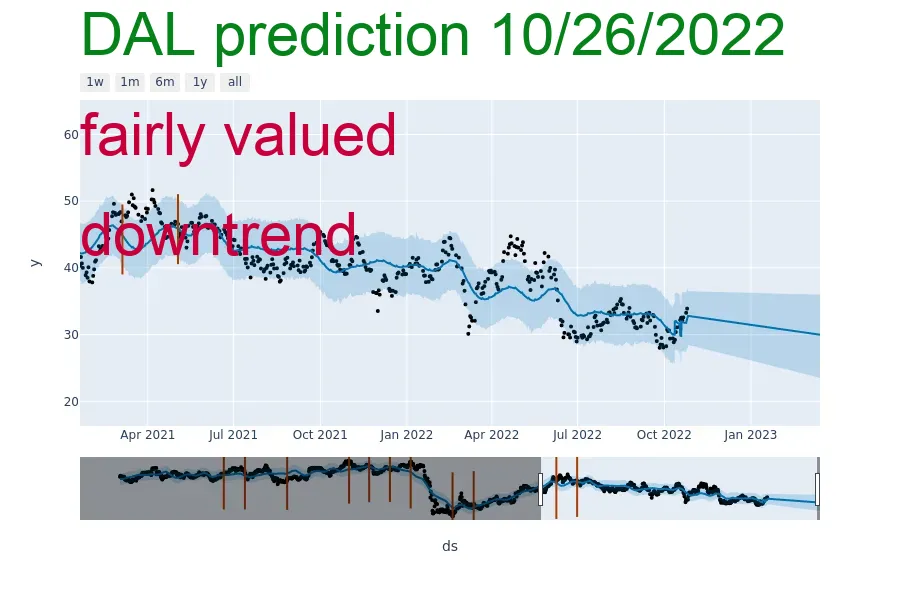 DAL prediction 10/26/2022
1w 1m 6m 1y all
fairly valued
downtrend
60
50
40
30
20
y
Apr 2021 Jul 2021 Oct 2021 Jan 2022 Apr 2022 Jul 2022 Oct 2022 Jan 2023
ds